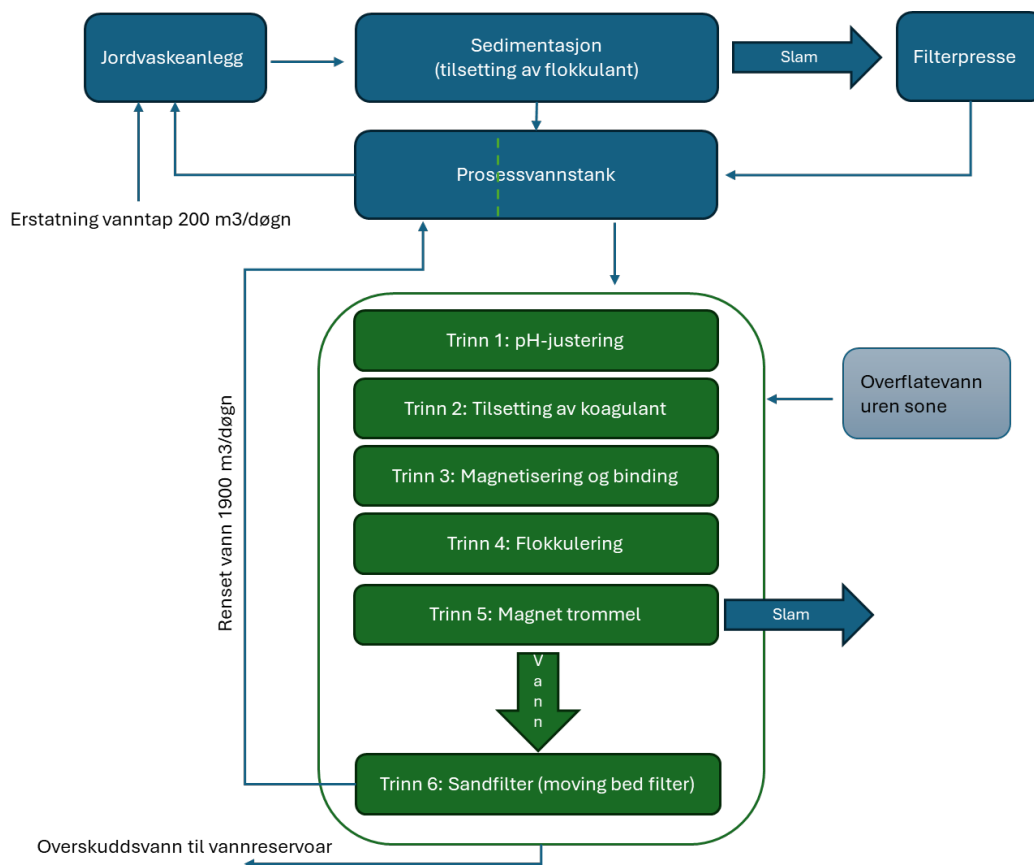 Jordvaskeanlegg
Sedimentasjon
(tilsetting av flokkulant)
Slam
Filterpresse
Prosessvannstank
Erstatning vanntap 200 m3/døgn
Renset vann 1900 m3/døgn
Trinn 1: pH-justering
Trinn 2: Tilsetting av koagulant
Overflatevann
uren sone
Trinn 3: Magnetisering og binding
Trinn 4: Flokkulering
Trinn 5: Magnet trommel
Slam
Vann
Trinn 6: Sandfilter (moving bed filter)
Overskuddsvann til vannreservoar